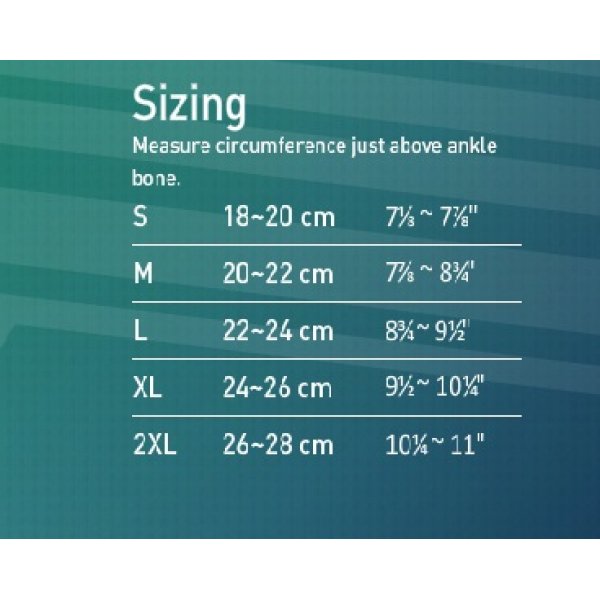 Sizing
Measure circumference just above ankle
bone.
S 18~20 cm 7⅓ ~ 7⅞"
M 20~22 cm 7⅞ ~ 8¾"
L 22~24 cm 8¾ ~ 9½"
XL 24~26 cm 9½ ~ 10¼"
2XL 26~28 cm 10¼ ~ 11"